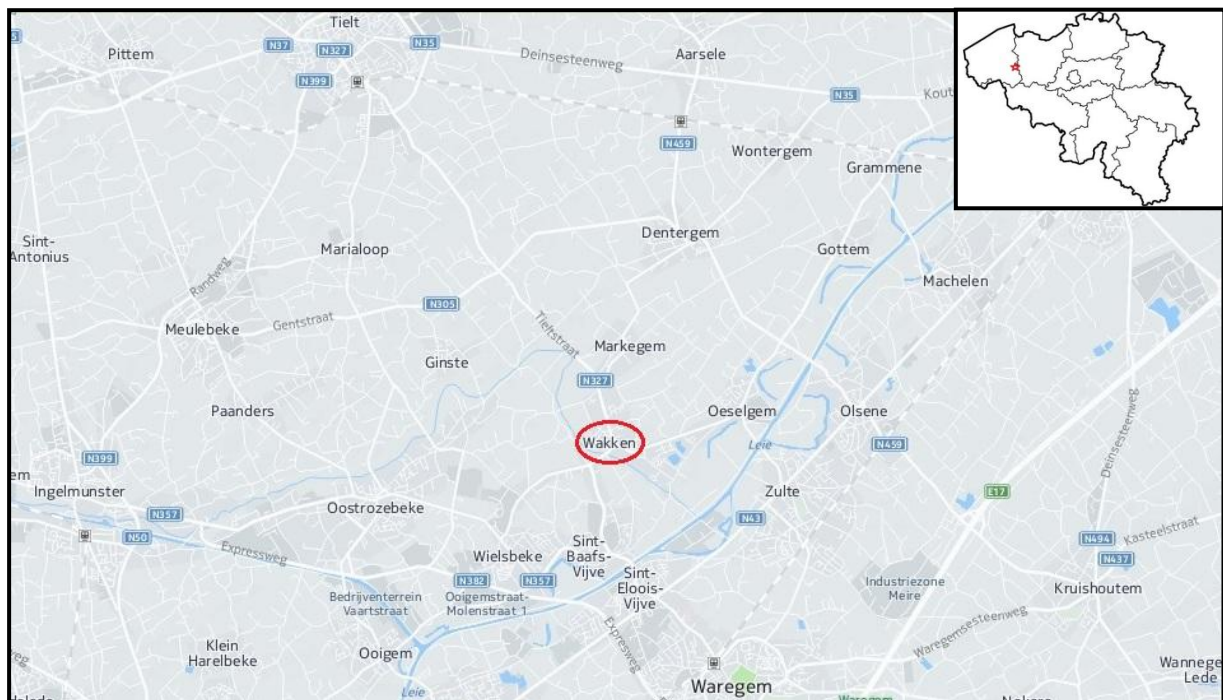 Tielt
Pittem
N37
N327
N35
N399
Deinsesteenweg
Aarsele
N35
Kout
N459
Wontergem
Grammene
Sint-
Antonius
Marialoop
Dentergem
Gottem
Machelen
Randweg
N305
Gentstraat
Meulebeke
Tieltstraat
Markegem
Ginste
N327
Paanders
Oeselgem
Olsene
Wakken
Leie
N459
Deinsesteenweg
N399
em
Ingelmunster
Zulte
E17
N357
Oostrozebeke
N43
N50
Expressweg
Wielsbeke
Sint-
Baafs-
Vijve
N494
Kasteelstraat
N437
N382
N357
Sint-
Eloois-
Vijve
Industriezone
Meire
Kruishoutem
Bedrijventerrein
Vaartstraat
Ooigemstraat-
Molenstraat 1
Waregemsesteenweg
Expressweg
Klein
Harelbeke
Ooigem
Wannege
Lede
Waregem
Leie